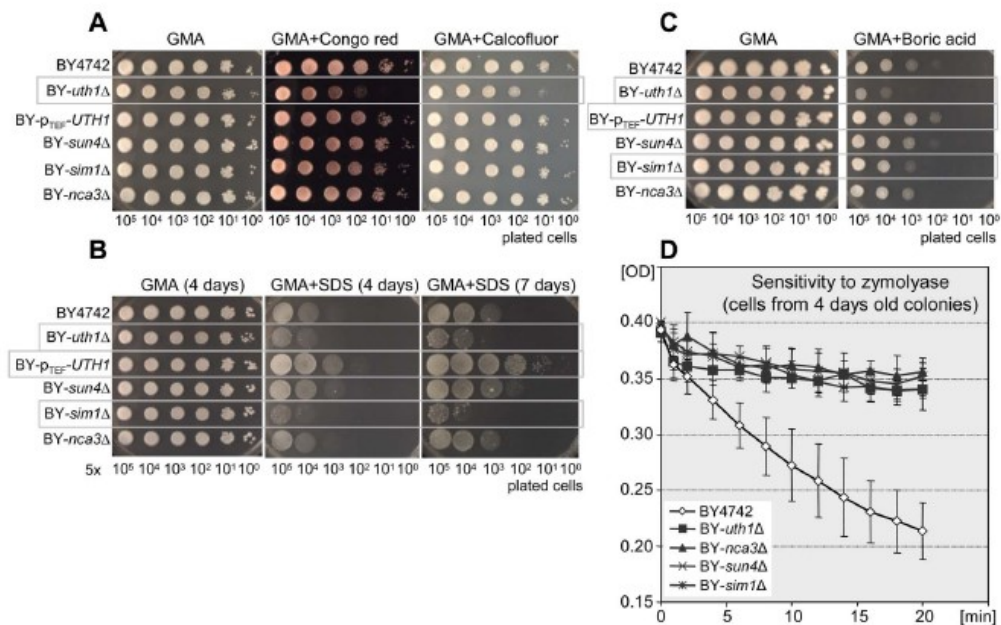 A
GMA
GMA+Congo red
GMA+Calcofluor
BY4742
BY-uth1Δ
BY-pTEF-UTH1
BY-sun4Δ
BY-sim1Δ
BY-nca3Δ
10⁵ 10⁴ 10³ 10² 10¹ 10⁰ 10⁵ 10⁴ 10³ 10² 10¹ 10⁰ 10⁵ 10⁴ 10³ 10² 10¹ 10⁰
plated cells
B
GMA (4 days)
GMA+SDS (4 days)
GMA+SDS (7 days)
BY4742
BY-uth1Δ
BY-pTEF-UTH1
BY-sun4Δ
BY-sim1Δ
BY-nca3Δ
5x 10⁵ 10⁴ 10³ 10² 10¹ 10⁰ 10⁵ 10⁴ 10³ 10² 10¹ 10⁰ 10⁵ 10⁴ 10³ 10² 10¹ 10⁰
plated cells
C
GMA
GMA+Boric acid
BY4742
BY-uth1Δ
BY-pTEF-UTH1
BY-sun4Δ
BY-sim1Δ
BY-nca3Δ
10⁵ 10⁴ 10³ 10² 10¹ 10⁰ 10⁵ 10⁴ 10³ 10² 10¹ 10⁰
plated cells
D
[OD]
Sensitivity to zymolyase
(cells from 4 days old colonies)
0.40
0.35
0.30
0.25
0.20
0.15
BY4742
BY-uth1Δ
BY-nca3Δ
BY-sun4Δ
BY-sim1Δ
0 5 10 15 20 [min]